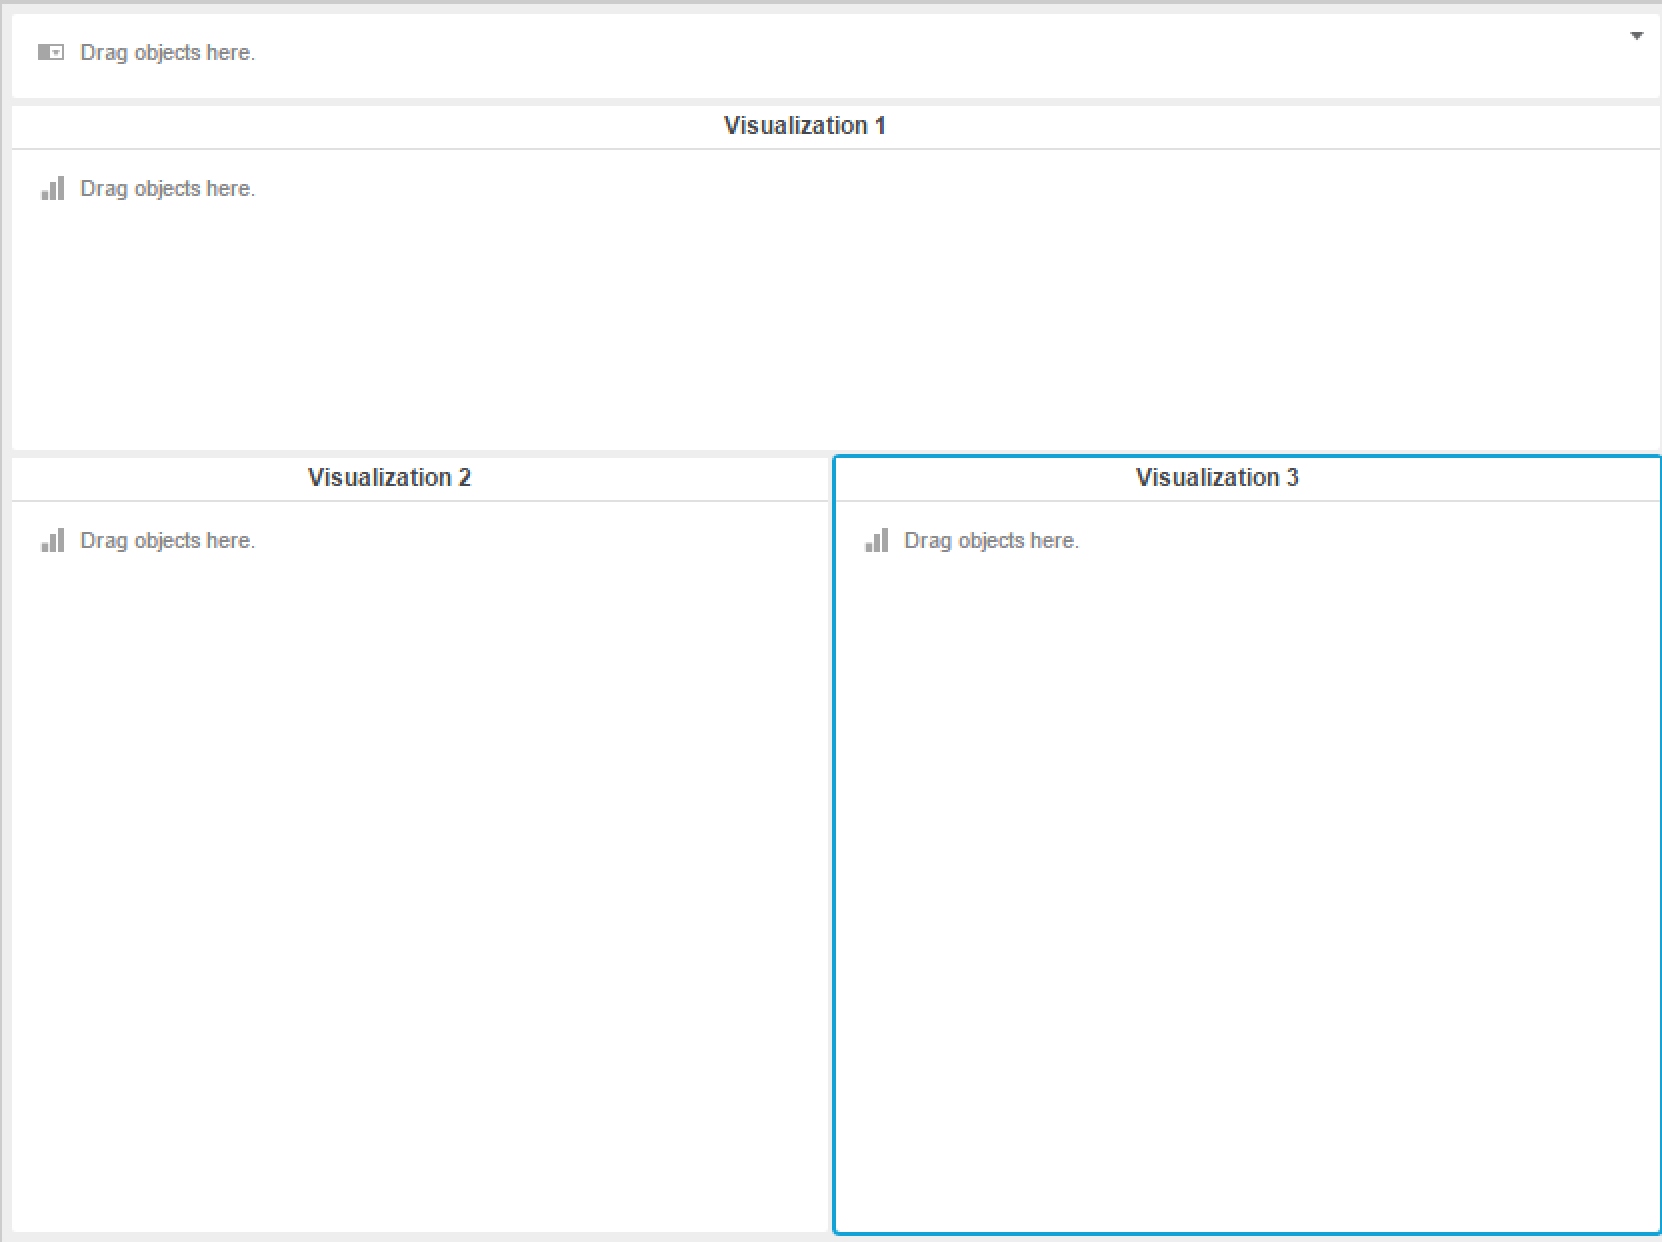 Drag objects here.
Visualization 1
Drag objects here.
Visualization 2
Drag objects here.
Visualization 3
Drag objects here.